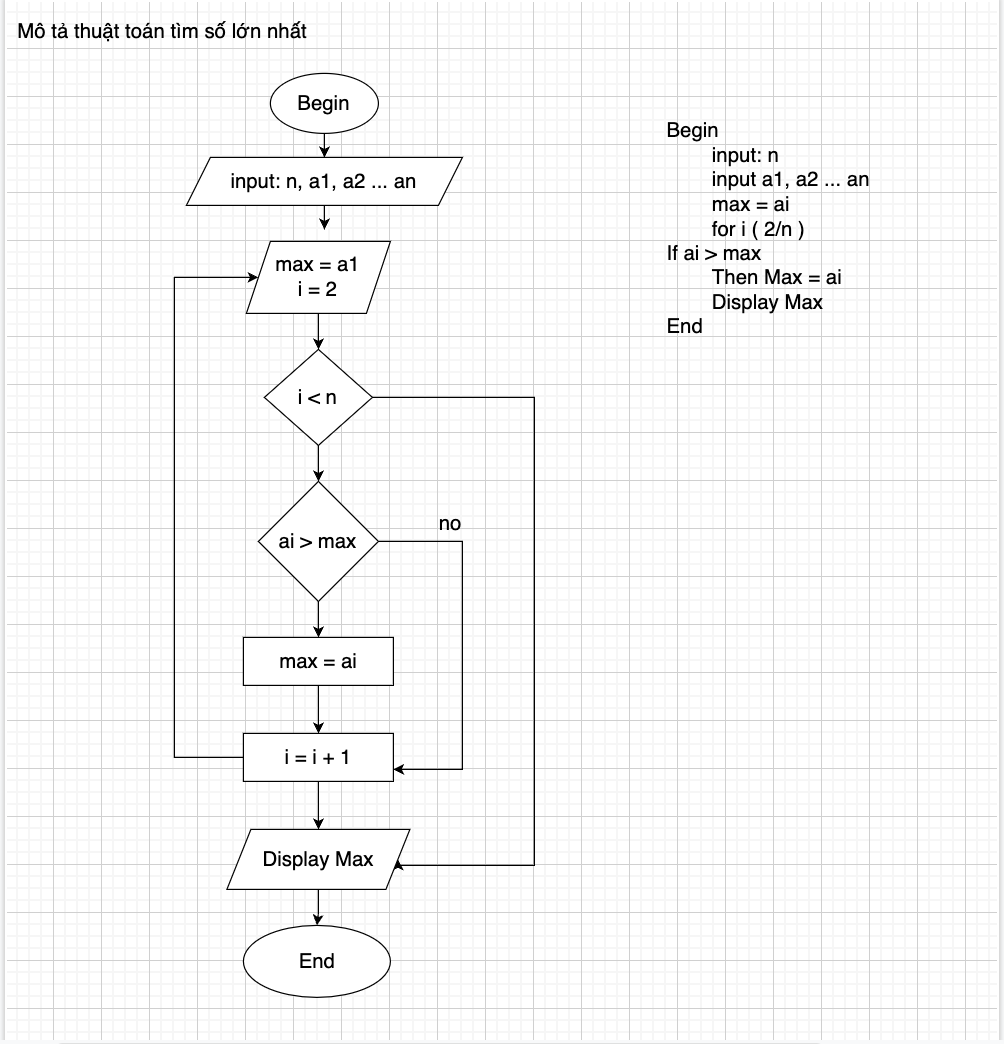 Mô tả thuật toán tìm số lớn nhất
Begin
input: n, a1, a2 ... an
max = a1
i = 2
i < n
ai > max
no
max = ai
i = i + 1
Display Max
End
Begin
input: n
input a1, a2 ... an
max = ai
for i ( 2/n )
If ai > max
Then Max = ai
Display Max
End